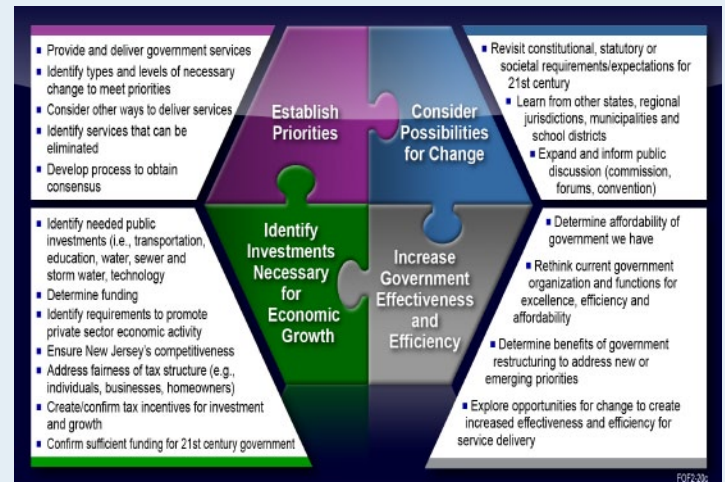 Provide and deliver government services
Identify types and levels of necessary
change to meet priorities
Consider other ways to deliver services
Identify services that can be
eliminated
Develop process to obtain
consensus
Establish
Priorities
Consider
Possibilities
for Change
Revisit constitutional, statutory or
societal requirements/expectations for
21st century
Learn from other states, regional
jurisdictions, municipalities and
school districts
Expand and inform public
discussion (commission,
forums, convention)
Identify needed public
investments (i.e., transportation,
education, water, sewer and
storm water, technology
Determine funding
Identify requirements to promote
private sector economic activity
Ensure New Jersey's competitiveness
Address fairness of tax structure (e.g.,
individuals, businesses, homeowners)
Create/confirm tax incentives for investment
and growth
Confirm sufficient funding for 21st century government
Identify
Investments
Necessary
for
Economic
Growth
Increase
Government
Effectiveness
and
Efficiency
Determine affordability of
government we have
Rethink current government
organization and functions for
excellence, efficiency and
affordability
Determine benefits of government
restructuring to address new or
emerging priorities
Explore opportunities for change to create
increased effectiveness and efficiency for
service delivery
FOF2-20c